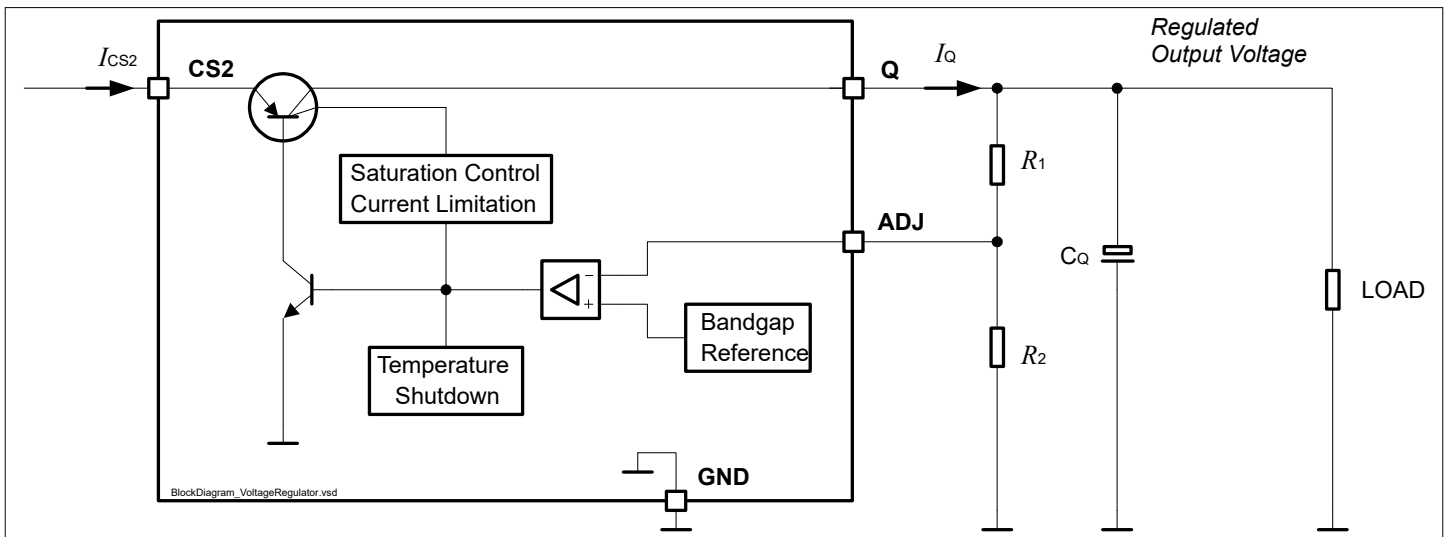 Regulated
Output Voltage
ICS2
CS2
Q
IQ
Saturation Control
Current Limitation
R1
ADJ
CQ
LOAD
-
+
Bandgap
Reference
R2
Temperature
Shutdown
GND
BlockDiagram_VoltageRegulator.vsd